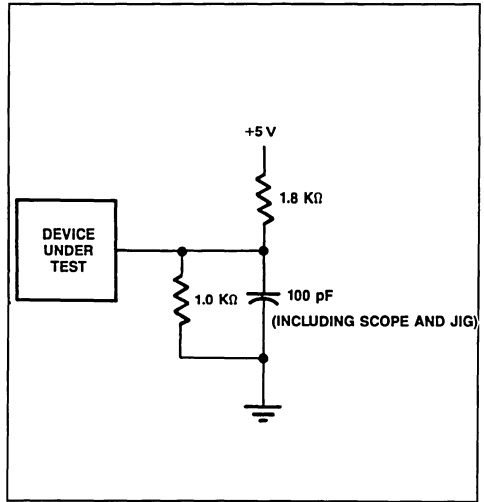 +5 V
1.8 KΩ
DEVICE
UNDER
TEST
1.0 KΩ
100 pF
(INCLUDING SCOPE AND JIG)